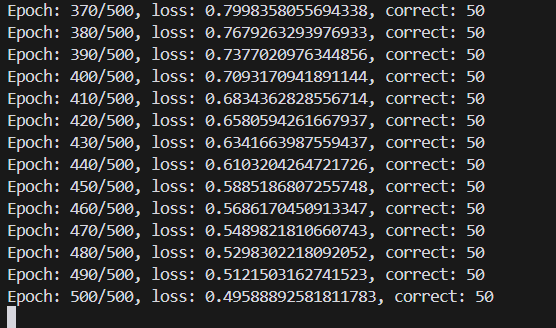 Epoch: 370/500, loss: 0.7998358055694338, correct: 50
Epoch: 380/500, loss: 0.7679263293976933, correct: 50
Epoch: 390/500, loss: 0.7377020976344856, correct: 50
Epoch: 400/500, loss: 0.7093170941891144, correct: 50
Epoch: 410/500, loss: 0.6834362828556714, correct: 50
Epoch: 420/500, loss: 0.6580594261667937, correct: 50
Epoch: 430/500, loss: 0.6341663987559437, correct: 50
Epoch: 440/500, loss: 0.6103204264721726, correct: 50
Epoch: 450/500, loss: 0.5885186807255748, correct: 50
Epoch: 460/500, loss: 0.5686170450913347, correct: 50
Epoch: 470/500, loss: 0.5489821810660743, correct: 50
Epoch: 480/500, loss: 0.5298302218092052, correct: 50
Epoch: 490/500, loss: 0.5121503162741523, correct: 50
Epoch: 500/500, loss: 0.49588892581811783, correct: 50